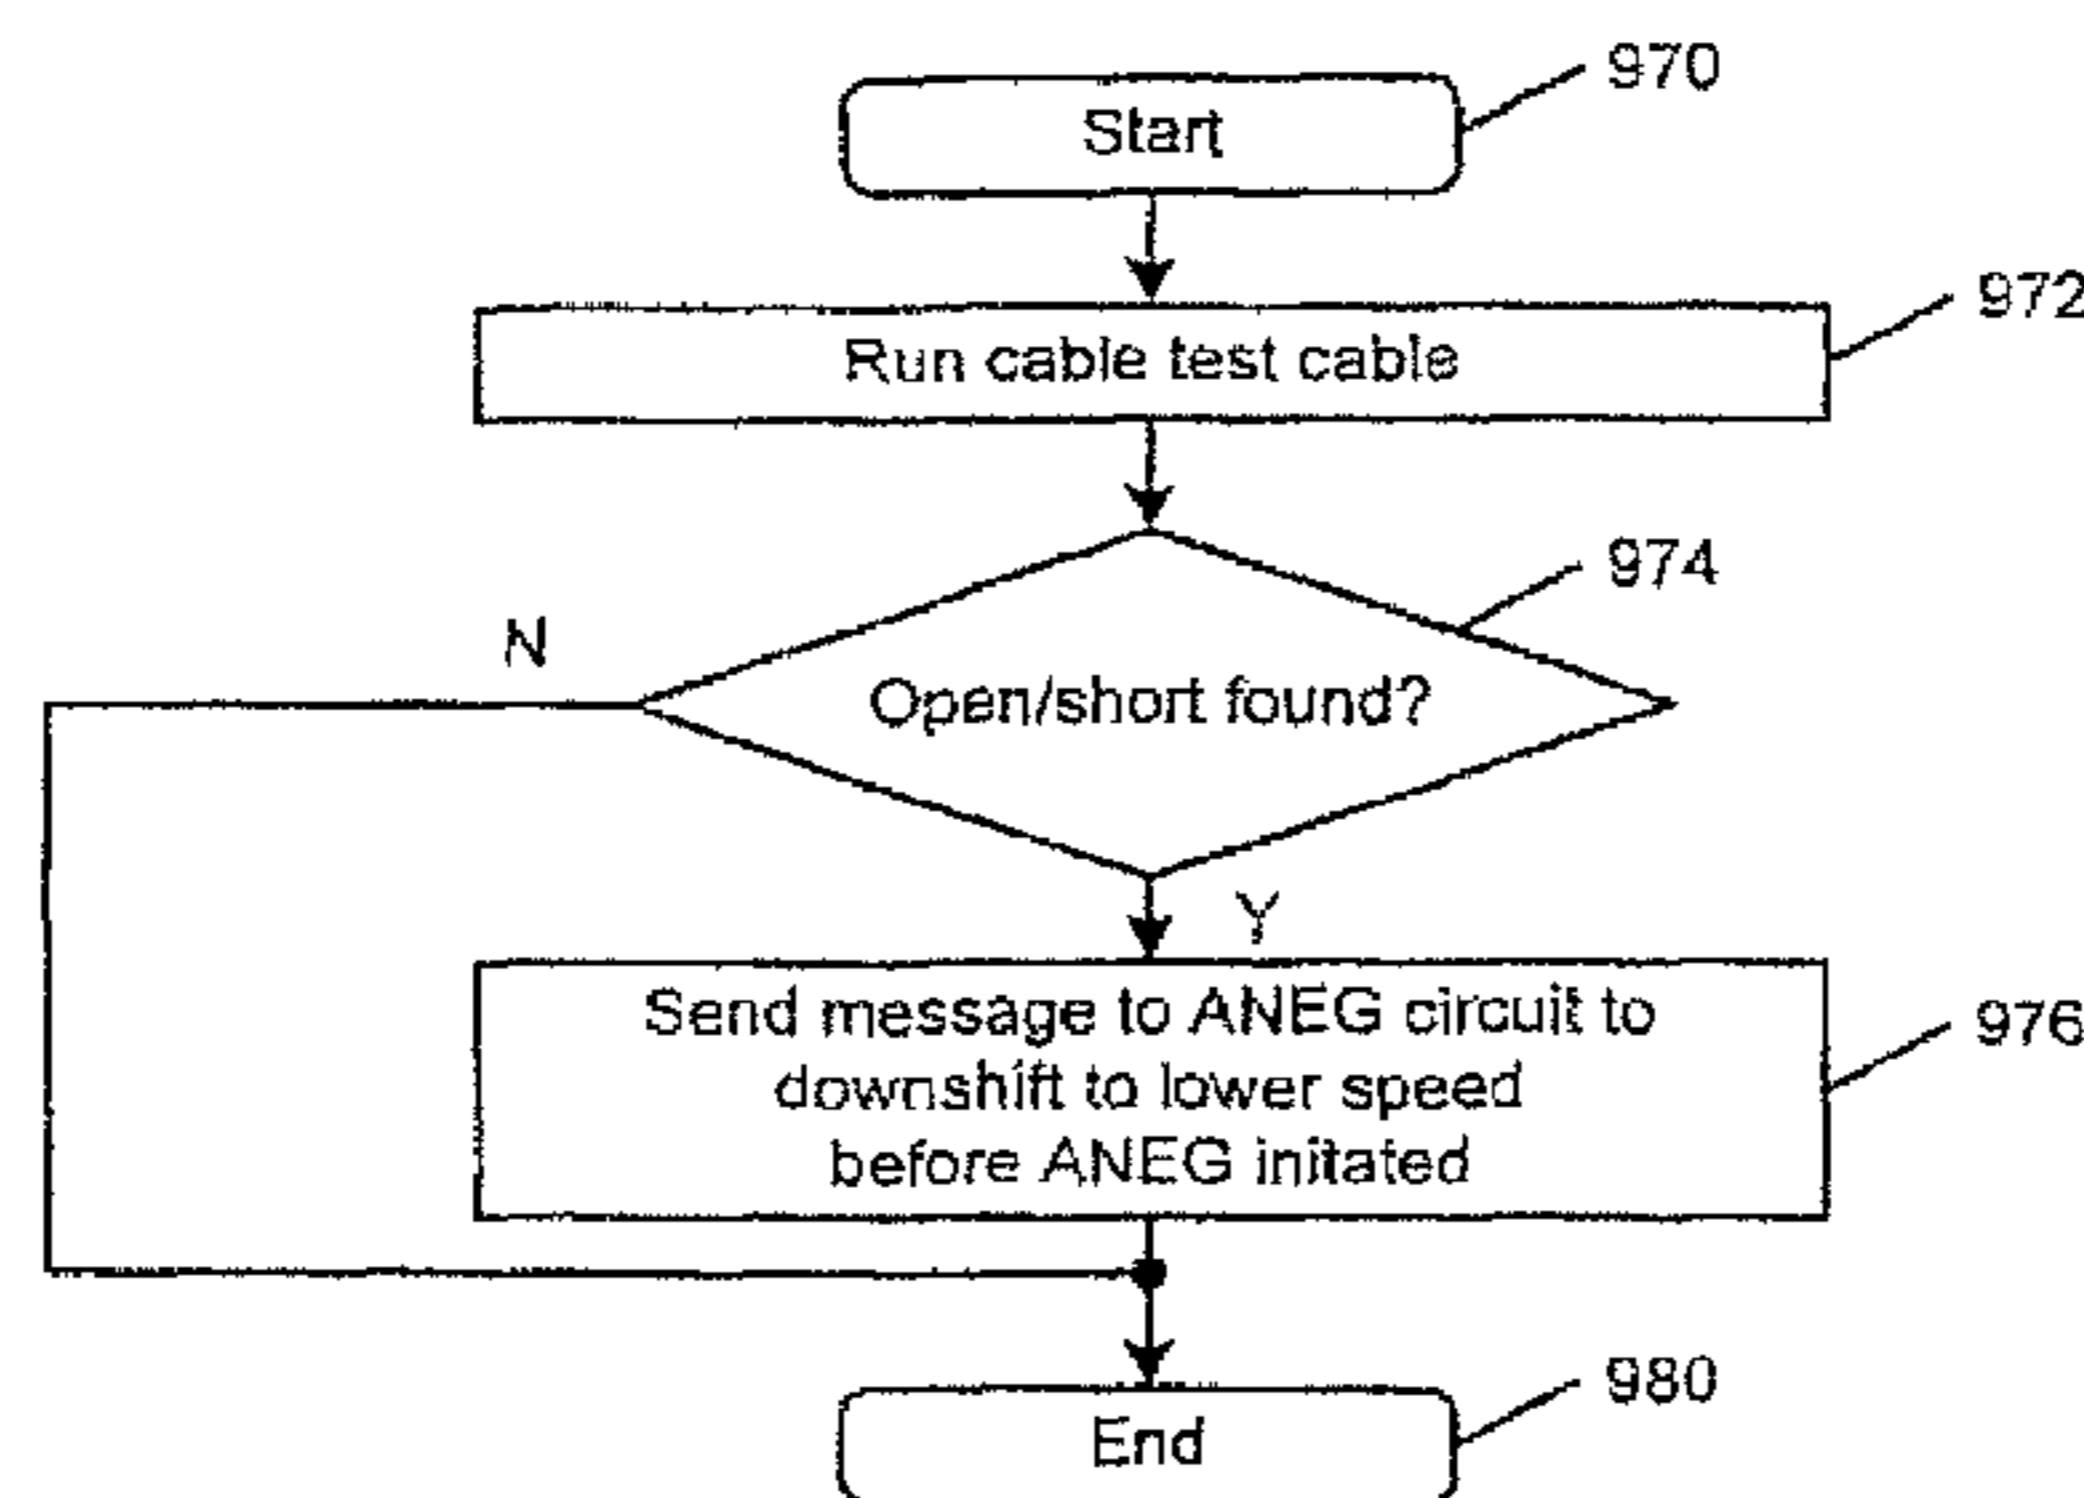 970
Start
972
Run cable test cable
974
N
Open/short found?
Y
Send message to ANEG circuit to
downshift to lower speed
before ANEG initated
976
980
End